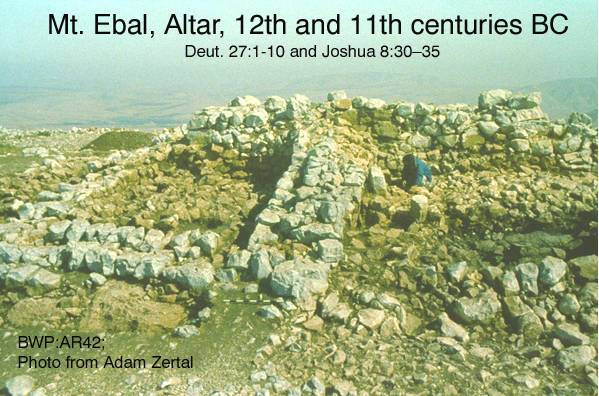 Mt. Ebal, Altar, 12th and 11th centuries BC
Deut. 27:1-10 and Joshua 8:30–35
BWP:AR42;
Photo from Adam Zertal